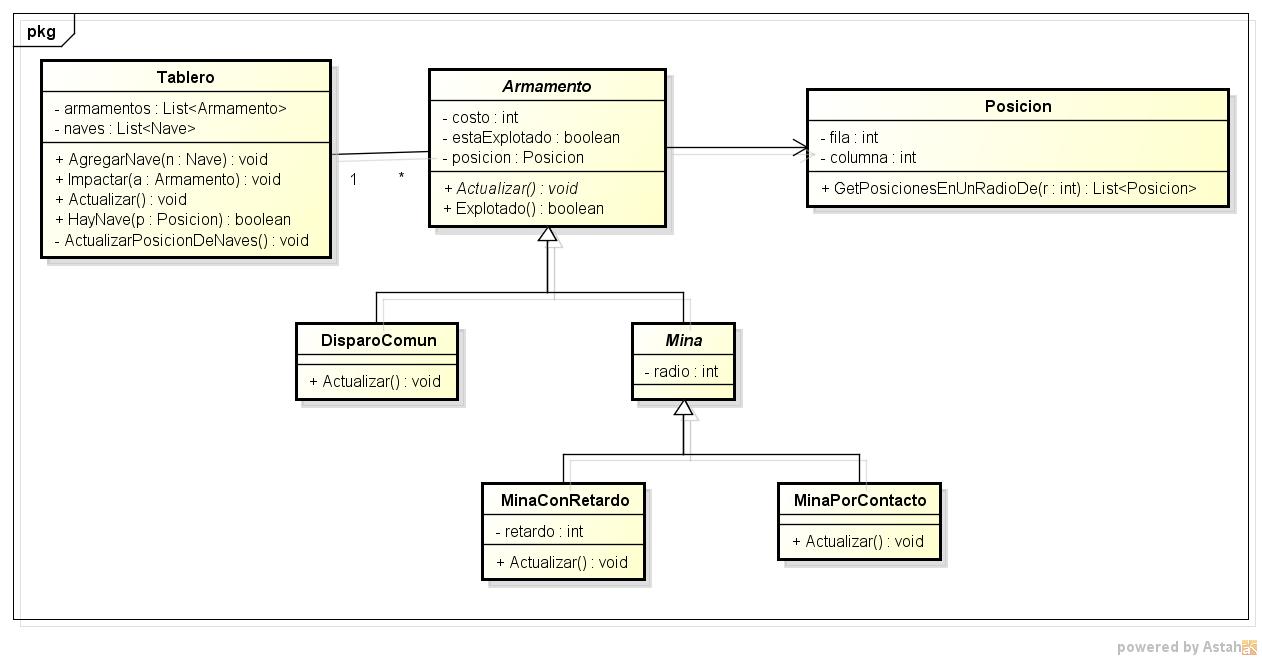 pkg
Tablero
- armamentos : List<Armamento>
- naves : List<Nave>
+ AgregarNave(n : Nave) : void
+ Impactar(a : Armamento) : void
+ Actualizar() : void
+ HayNave(p : Posicion) : boolean
- ActualizarPosicionDeNaves() : void
1
*
Armamento
- costo : int
- estaExplotado : boolean
- posicion : Posicion
+ Actualizar() : void
+ Explotado() : boolean
Posicion
- fila : int
- columna : int
+ GetPosicionesEnUnRadioDe(r : int) : List<Posicion>
DisparoComun
+ Actualizar() : void
Mina
- radio : int
MinaConRetardo
- retardo : int
+ Actualizar() : void
MinaPorContacto
+ Actualizar() : void
powered by Astah